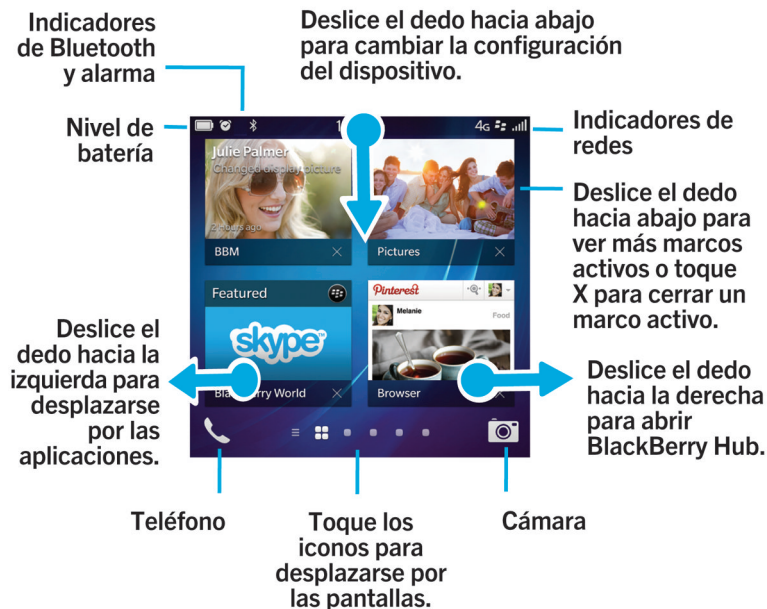 Indicadores
de Bluetooth
y alarma
Deslice el dedo hacia abajo
para cambiar la configuración
del dispositivo.
Nivel de
batería
4G
Indicadores de
redes
Julie Palmer
Changed display picture
2 hours ago
BBM
Pictures
Deslice el dedo
hacia abajo para
ver más marcos
activos o toque
X para cerrar un
marco activo.
Featured
skype
BlackBerry World
Pinterest
Melanie
Food
Browser
Deslice el
dedo hacia la
izquierda para
desplazarse
por las
aplicaciones.
Deslice el dedo
hacia la derecha
para abrir
BlackBerry Hub.
Teléfono
Toque los
iconos para
desplazarse por
las pantallas.
Cámara